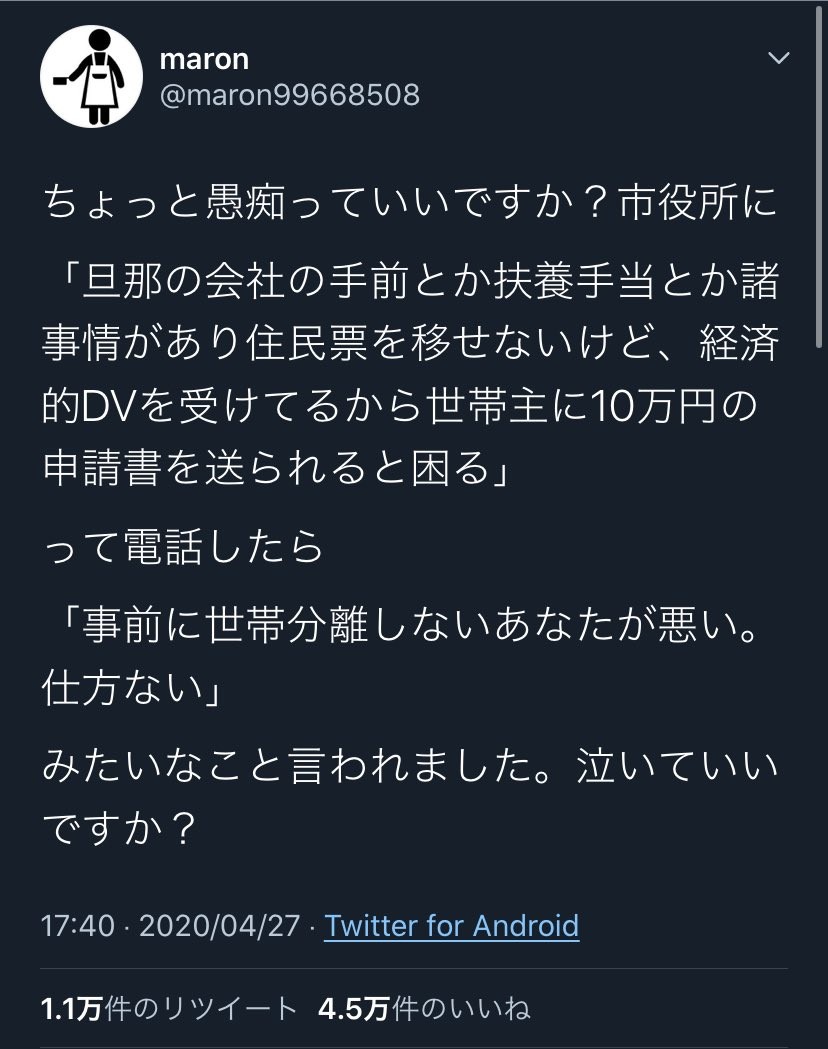 maron
@maron99668508
ちょっと愚痴っていいですか？市役所に
「旦那の会社の手前とか扶養手当とか諸
事情があり住民票を移せないけど、経済
的DVを受けてるから世帯主に10万円の
申請書を送られると困る」
って電話したら
「事前に世帯分離しないあなたが悪い。
仕方ない」
みたいなこと言われました。泣いていい
ですか？
17:40 · 2020/04/27 · Twitter for Android
1.1万件のリツイート 4.5万件のいいね